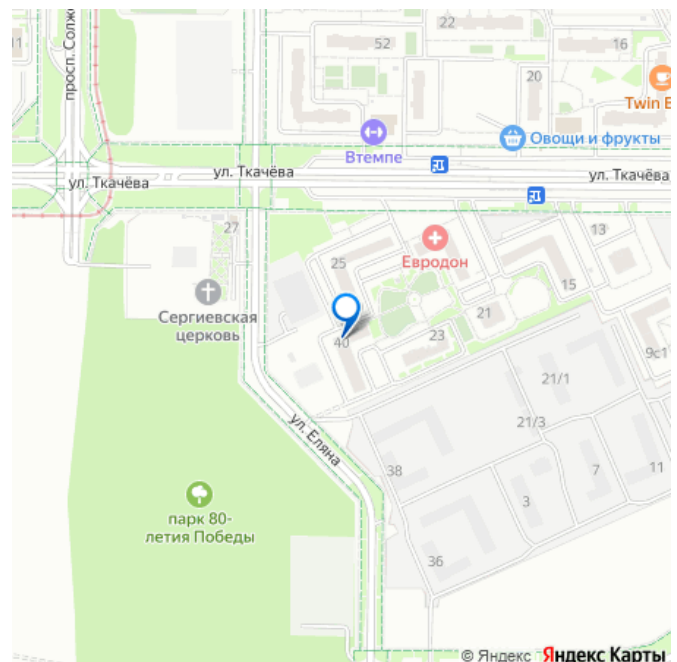 22
52
16
20
11
просп. Солже
Twin B
Втемпе
Овощи и фрукты
ул. Ткачёва
ул. Ткачёва
ул. Ткачёва
27
13
Евродон
25
15
Сергиевская
церковь
21
40
23
9с1
21/1
21/3
ул. Еляна
38
11
7
3
парк 80-
летия Победы
36
© Яндекс Яндекс Карты